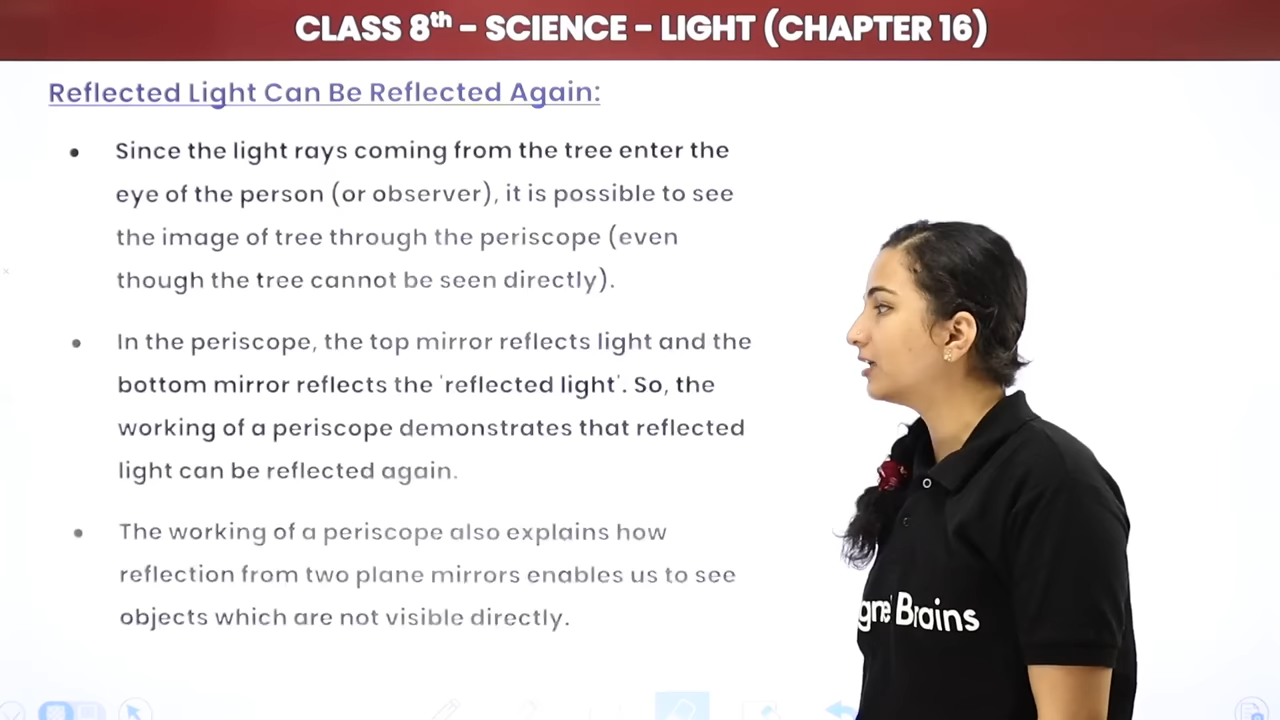 CLASS 8th - SCIENCE - LIGHT (CHAPTER 16)
Reflected Light Can Be Reflected Again:
• Since the light rays coming from the tree enter the
eye of the person (or observer), it is possible to see
the image of tree through the periscope (even
though the tree cannot be seen directly).
• In the periscope, the top mirror reflects light and the
bottom mirror reflects the 'reflected light'. So, the
working of a periscope demonstrates that reflected
light can be reflected again.
• The working of a periscope also explains how
reflection from two plane mirrors enables us to see
objects which are not visible directly.
gnet Brains